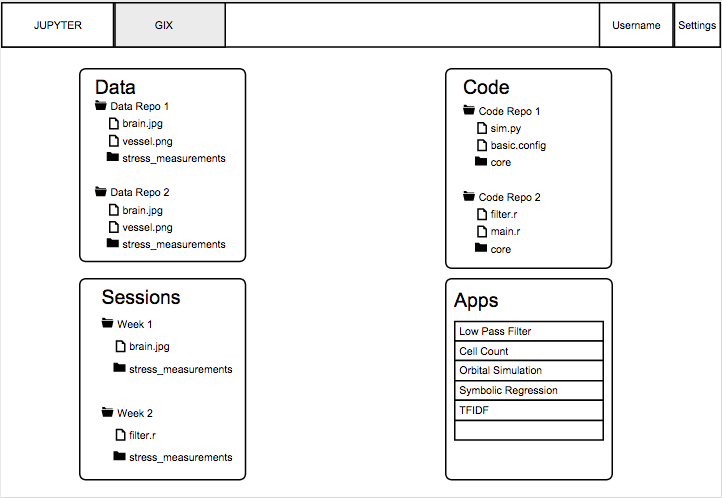 JUPYTER
GIX
Username
Settings
Data
Data Repo 1
brain.jpg
vessel.png
stress_measurements
Data Repo 2
brain.jpg
vessel.png
stress_measurements
Code
Code Repo 1
sim.py
basic.config
core
Code Repo 2
filter.r
main.r
core
Sessions
Week 1
brain.jpg
stress_measurements
Week 2
filter.r
stress_measurements
Apps
Low Pass Filter
Cell Count
Orbital Simulation
Symbolic Regression
TFIDF